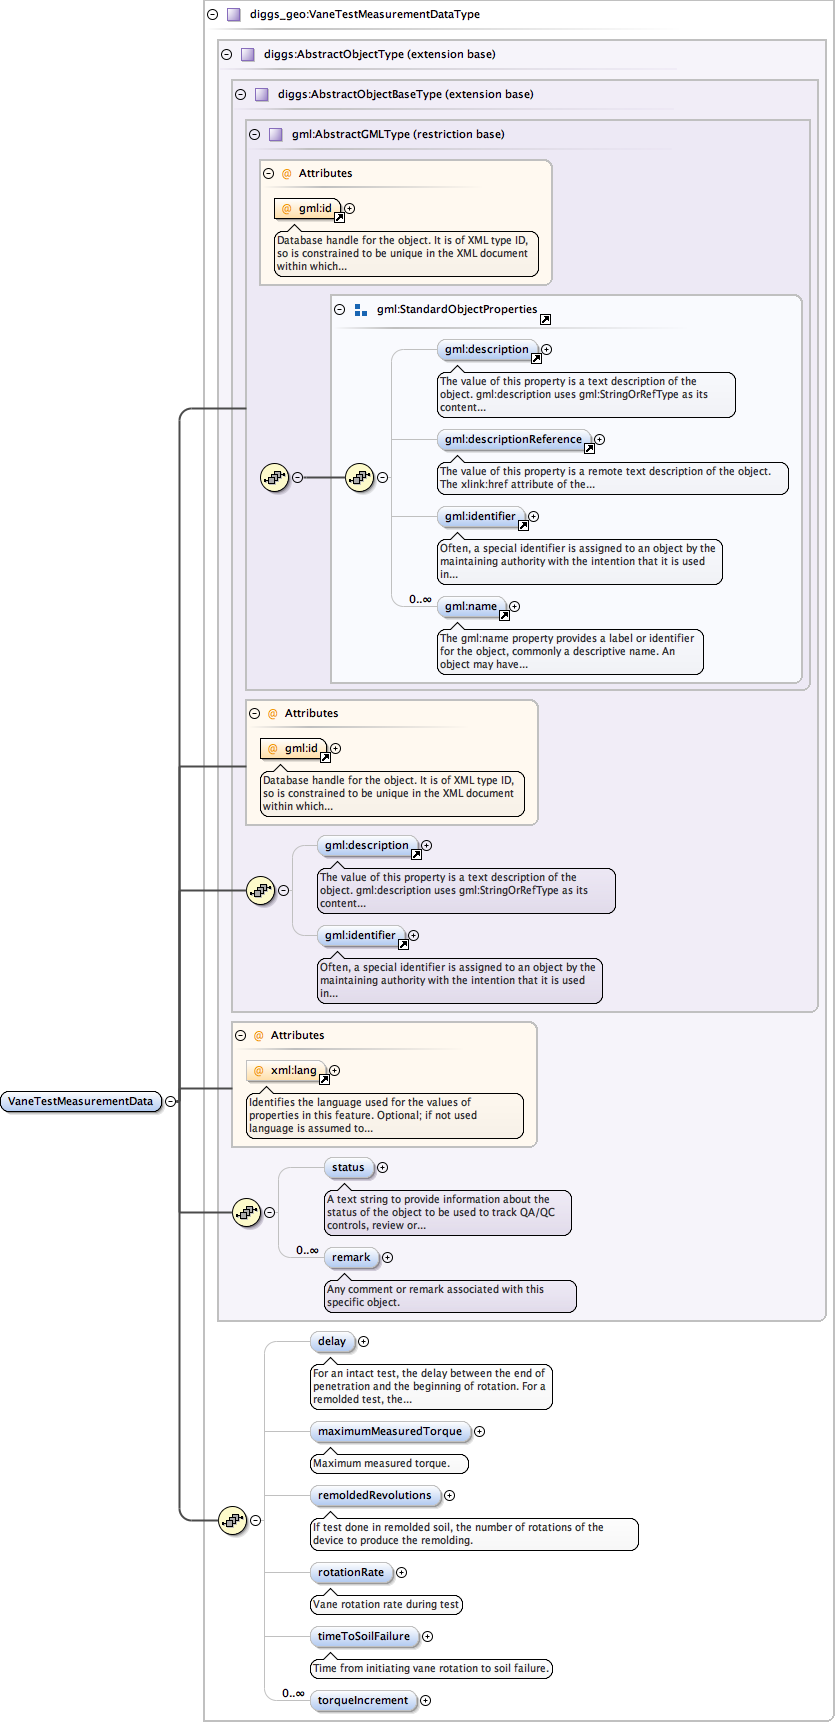 diggs_geo:VaneTestMeasurementDataType
diggs:AbstractObjectType (extension base)
diggs:AbstractObjectBaseType (extension base)
gml:AbstractGMLType (restriction base)
@ Attributes
@ gml:id
Database handle for the object. It is of XML type ID,
so is constrained to be unique in the XML document
within which...
gml:StandardObjectProperties
gml:description
The value of this property is a text description of the
object. gml:description uses gml:StringOrRefType as its
content...
gml:descriptionReference
The value of this property is a remote text description of the object.
The xlink:href attribute of the...
gml:identifier
Often, a special identifier is assigned to an object by the
maintaining authority with the intention that it is used
in...
0..∞
gml:name
The gml:name property provides a label or identifier
for the object, commonly a descriptive name. An
object may have...
@ Attributes
@ gml:id
Database handle for the object. It is of XML type ID,
so is constrained to be unique in the XML document
within which...
gml:description
The value of this property is a text description of the
object. gml:description uses gml:StringOrRefType as its
content...
gml:identifier
Often, a special identifier is assigned to an object by the
maintaining authority with the intention that it is used
in...
@ Attributes
@ xml:lang
Identifies the language used for the values of
properties in this feature. Optional; if not used
language is assumed to...
VaneTestMeasurementData
status
A text string to provide information about the
status of the object to be used to track QA/QC
controls, review or...
0..∞
remark
Any comment or remark associated with this
specific object.
delay
For an intact test, the delay between the end of
penetration and the beginning of rotation. For a
remolded test, the...
maximumMeasuredTorque
Maximum measured torque.
remoldedRevolutions
If test done in remolded soil, the number of rotations of the
device to produce the remolding.
rotationRate
Vane rotation rate during test
timeToSoilFailure
Time from initiating vane rotation to soil failure.
0..∞
torqueIncrement